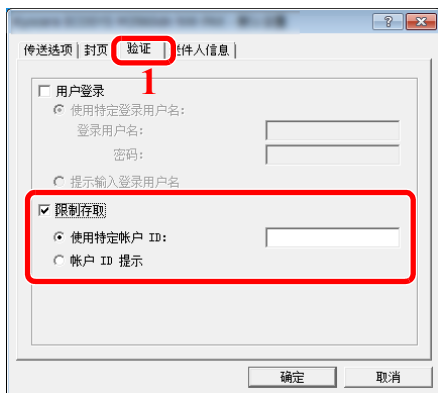 传送选项 封页 验证 件人信息
1
用户登录
使用特定登录用户名:
登录用户名:
密码:
提示输入登录用户名
限制存取
使用特定帐户 ID:
帐户 ID 提示
确定 取消